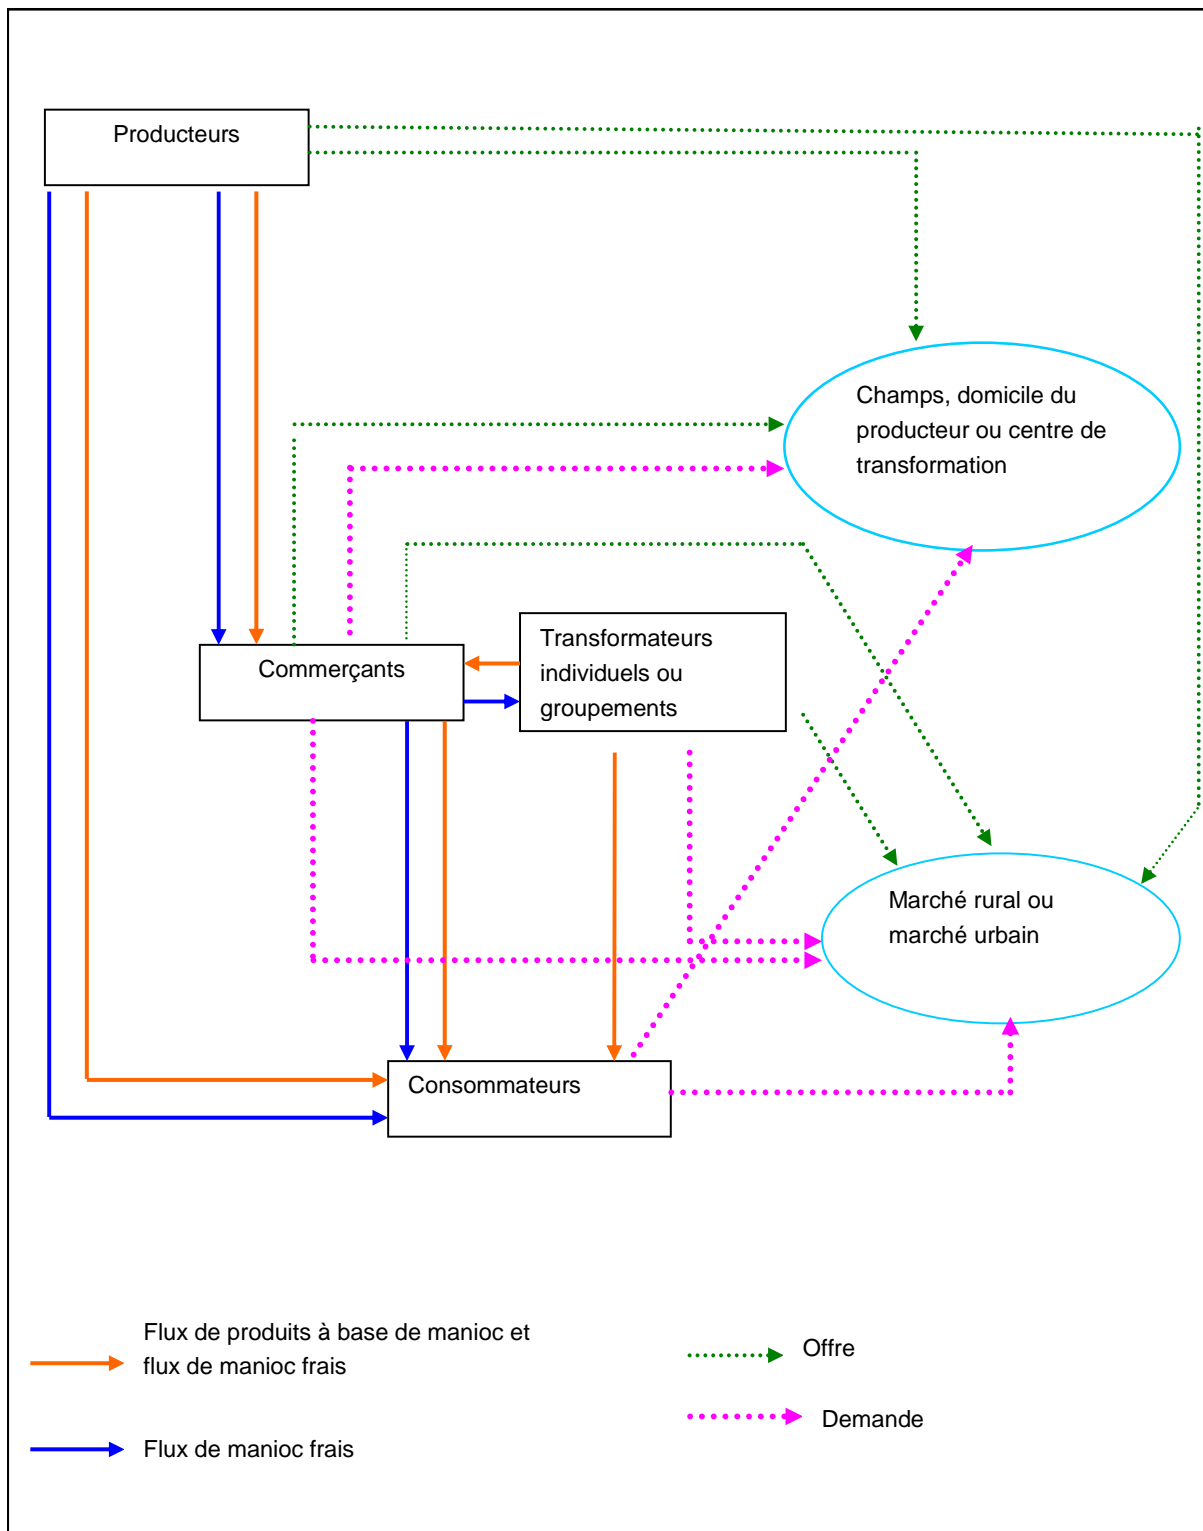 Producteurs
Champs, domicile du
producteur ou centre de
transformation
Transformateurs
individuels ou
groupements
Commerçants
Marché rural ou
marché urbain
Consommateurs
Flux de produits à base de manioc et
flux de manioc frais
Offre
Demande
Flux de manioc frais